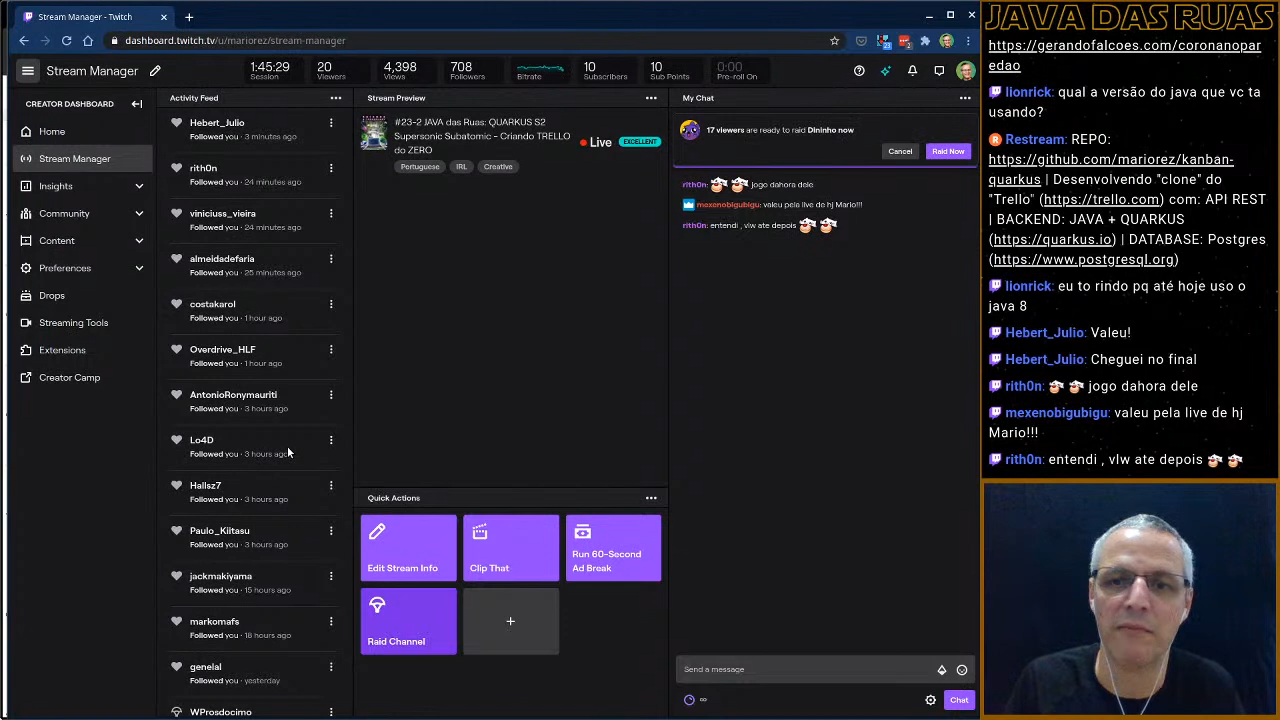 Stream Manager - Twitch
dashboard.twitch.tv/u/mariorez/stream-manager
Stream Manager
1:45:29
Session
20
Viewers
4,398
Views
708
Followers
Bitrate
10
Subscribers
10
Sub Points
0:00
Pre-roll On
CREATOR DASHBOARD
Home
Stream Manager
Insights
Community
Content
Preferences
Drops
Streaming Tools
Extensions
Creator Camp
Activity Feed
Hebert_Julio
Followed you · 3 minutes ago
rith0n
Followed you · 24 minutes ago
viniciuss_vieira
Followed you · 24 minutes ago
almeidadefaria
Followed you · 25 minutes ago
costakarol
Followed you · 1 hour ago
Overdrive_HLF
Followed you · 1 hour ago
AntonioRonymauriti
Followed you · 3 hours ago
Lo4D
Followed you · 3 hours ago
Hallsz7
Followed you · 3 hours ago
Paulo_Kiitasu
Followed you · 3 hours ago
jackmakiyama
Followed you · 15 hours ago
markomafs
Followed you · 18 hours ago
genelal
Followed you · yesterday
WProsdocimo
Stream Preview
#23-2 JAVA das Ruas: QUARKUS S2
Supersonic Subatomic - Criando TRELLO
do ZERO
Live
EXCELLENT
Portuguese
IRL
Creative
Quick Actions
Edit Stream Info
Clip That
Run 60-Second
Ad Break
Raid Channel
My Chat
17 viewers are ready to raid Dininho now
Cancel
Raid Now
rith0n: jogo dahora dele
mexenobigubigu: valeu pela live de hj Mario!!!
rith0n: entendi , vlw ate depois
Send a message
Chat
JAVA DAS RUAS
https://gerandofalcoes.com/coronanopar
edao
lionrick: qual a versão do java que vc ta
usando?
Restream: REPO:
https://github.com/mariorez/kanban-
quarkus | Desenvolvendo "clone" do
"Trello" (https://trello.com) com: API REST
| BACKEND: JAVA + QUARKUS
(https://quarkus.io) | DATABASE: Postgres
(https://www.postgresql.org)
lionrick: eu to rindo pq até hoje uso o
java 8
Hebert_Julio: Valeu!
Hebert_Julio: Cheguei no final
rith0n: jogo dahora dele
mexenobigubigu: valeu pela live de hj
Mario!!!
rith0n: entendi , vlw ate depois